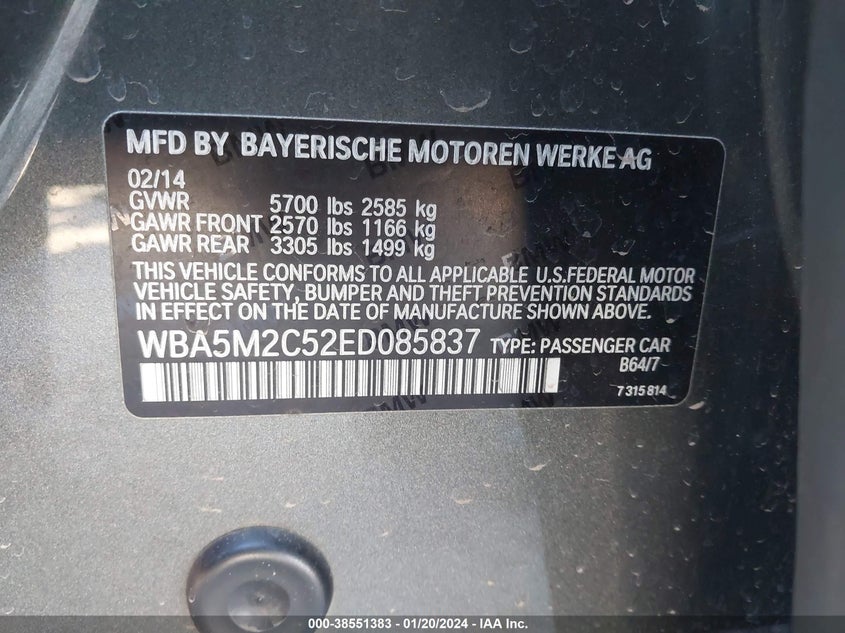 MFD BY BAYERISCHE MOTOREN WERKE AG
02/14
GVWR 5700 lbs 2585 kg
GAWR FRONT 2570 lbs 1166 kg
GAWR REAR 3305 lbs 1499 kg
THIS VEHICLE CONFORMS TO ALL APPLICABLE U.S.FEDERAL MOTOR
VEHICLE SAFETY, BUMPER AND THEFT PREVENTION STANDARDS
IN EFFECT ON THE DATE OF MANUFACTURE SHOWN ABOVE.
WBA5M2C52ED085837 TYPE: PASSENGER CAR
B64/7
7 315 814
000-38551383 - 01/20/2024 - IAA Inc.